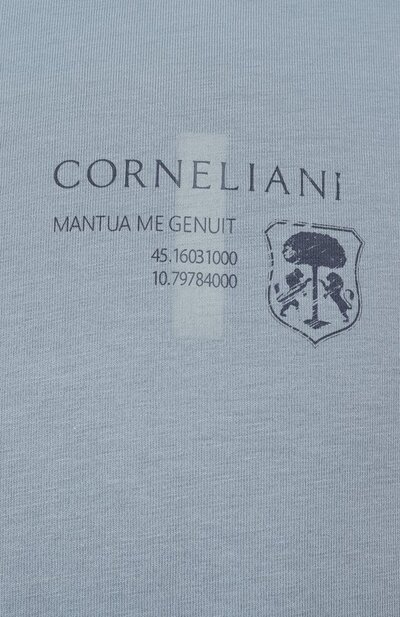 CORNELIANI
MANTUA ME GENUIT
45.16031000
10.79784000